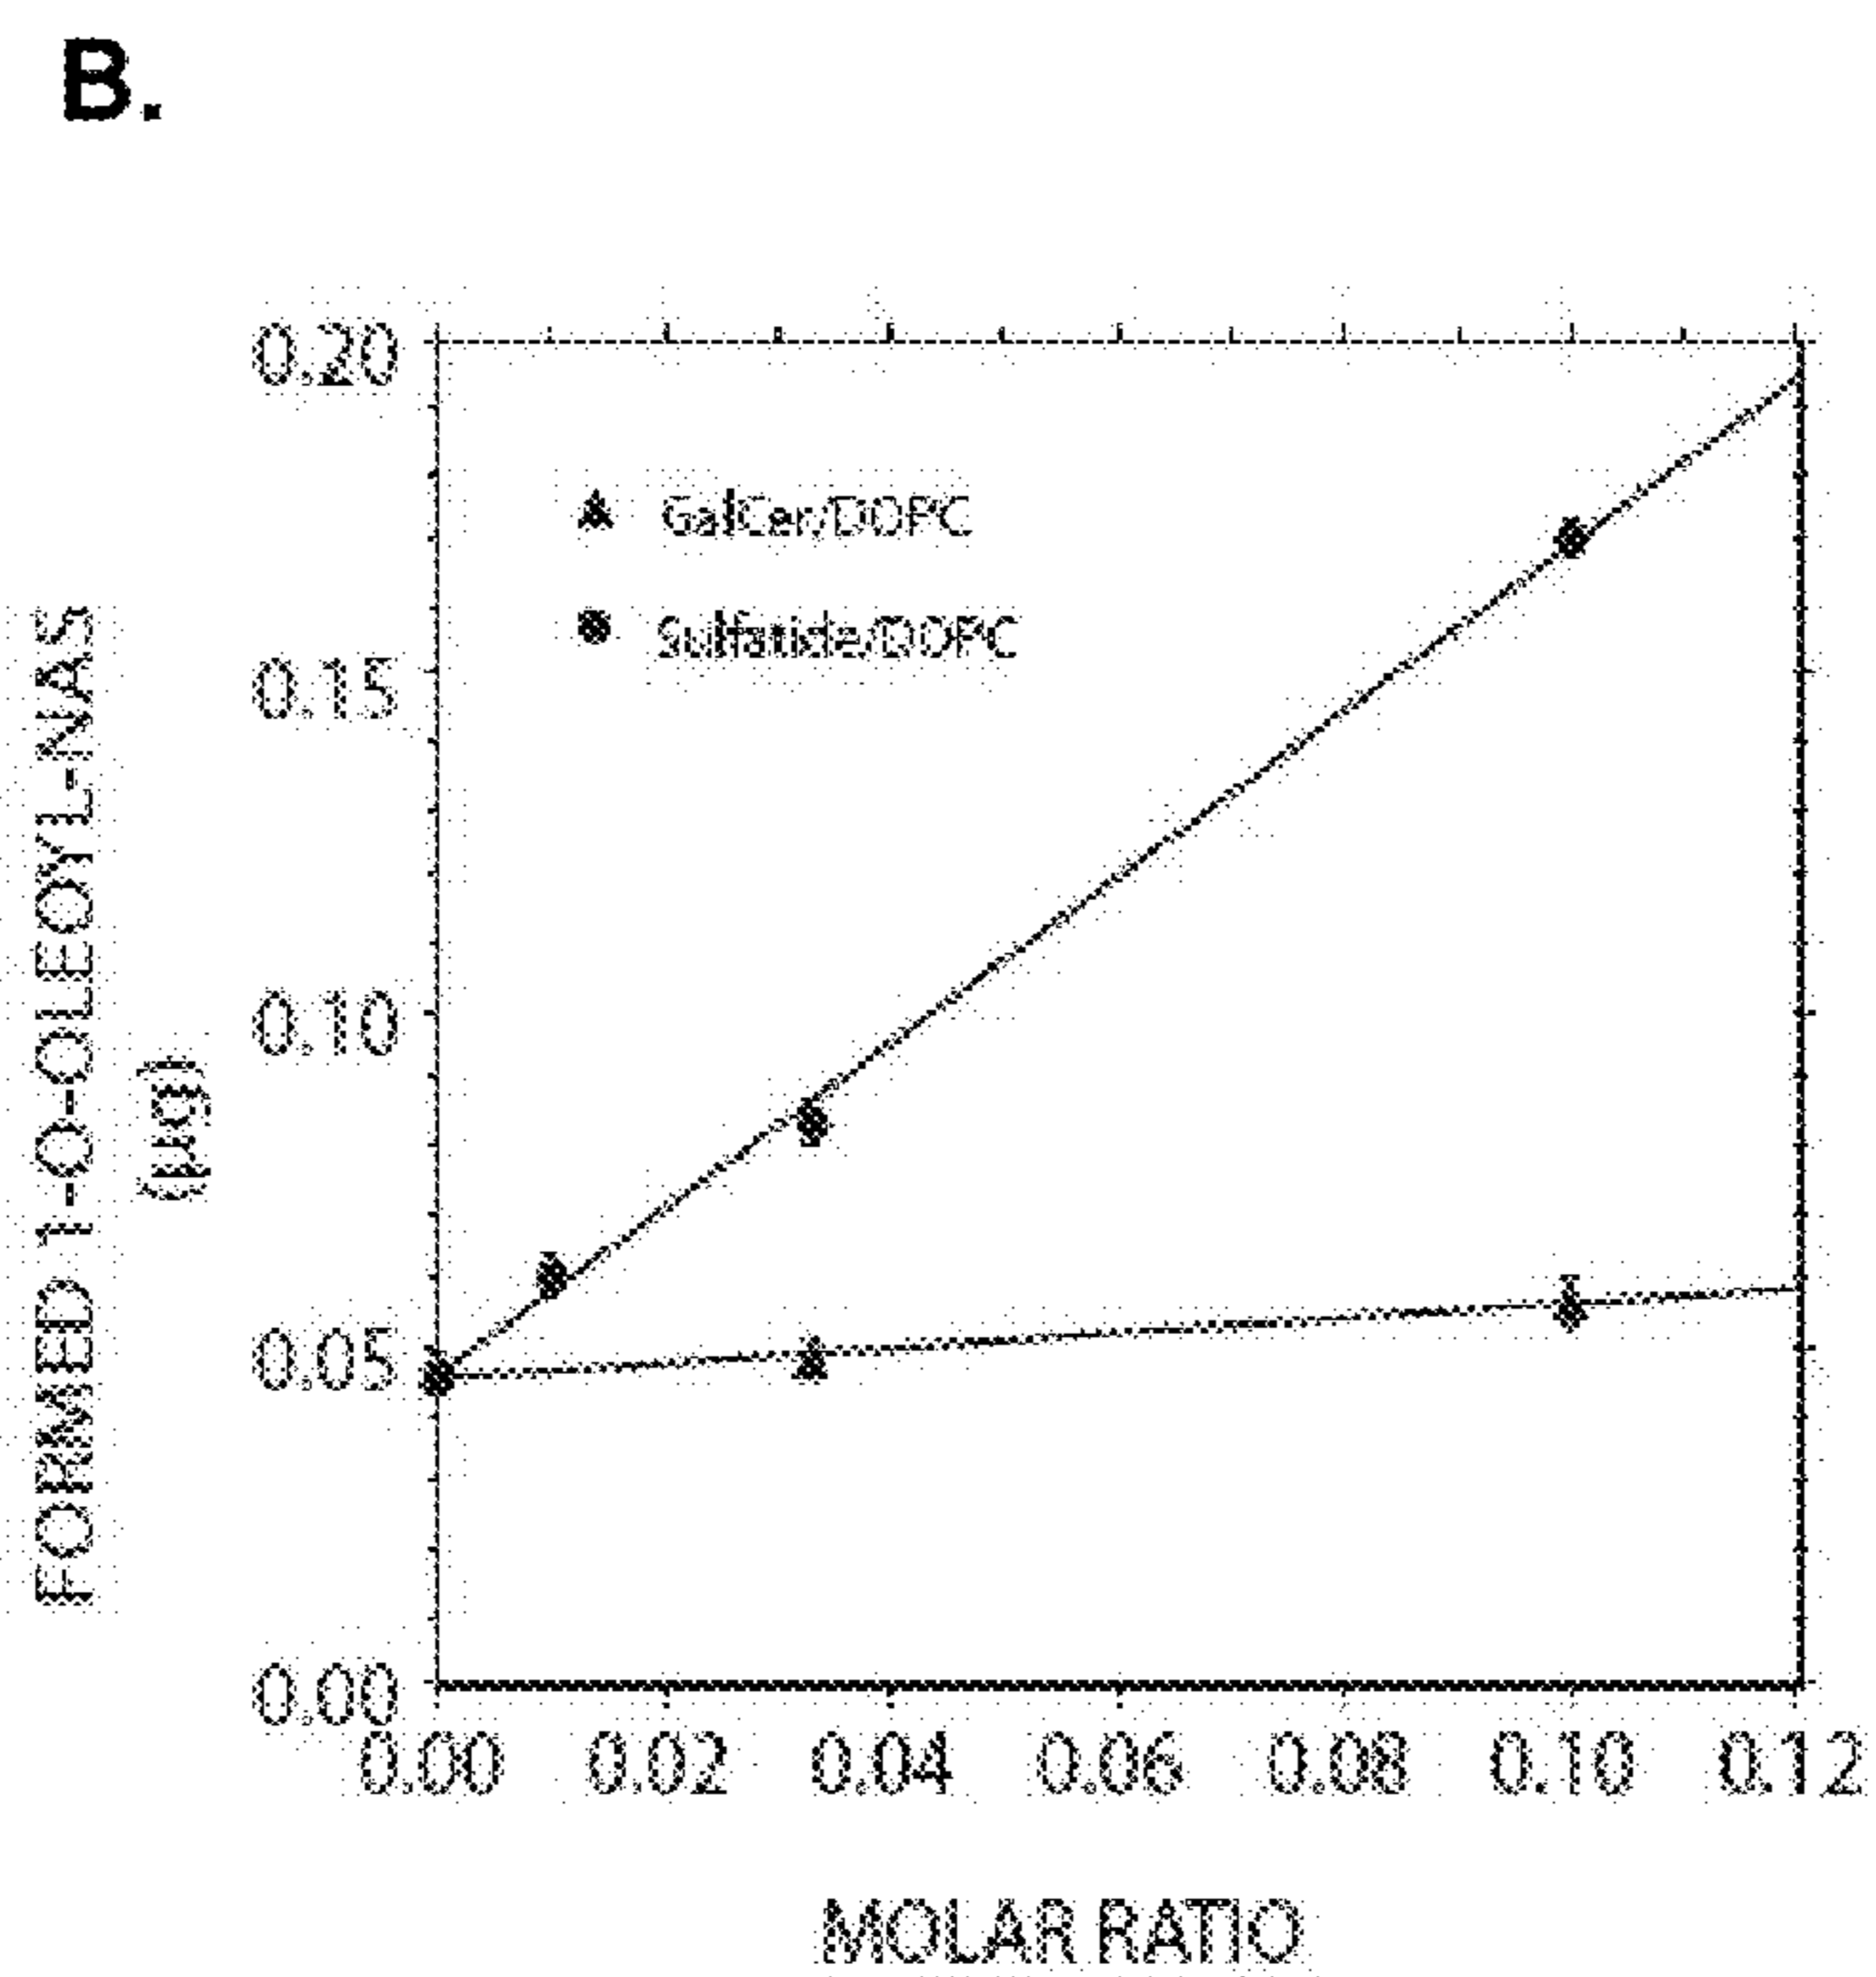 B.
0.20
GalCer/DOPC
Sulfatide/DOPC
0.15
0.10
0.05
0.00
FORMED 1-O-OLEOYL-NAS
(µg)
0.00 0.02 0.04 0.06 0.08 0.10 0.12
MOLAR RATIO